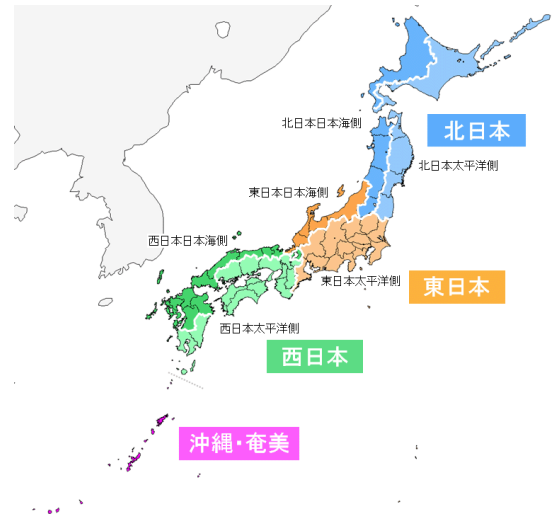 北日本日本海側
北日本
北日本太平洋側
東日本日本海側
西日本日本海側
東日本太平洋側
東日本
西日本太平洋側
西日本
沖縄・奄美